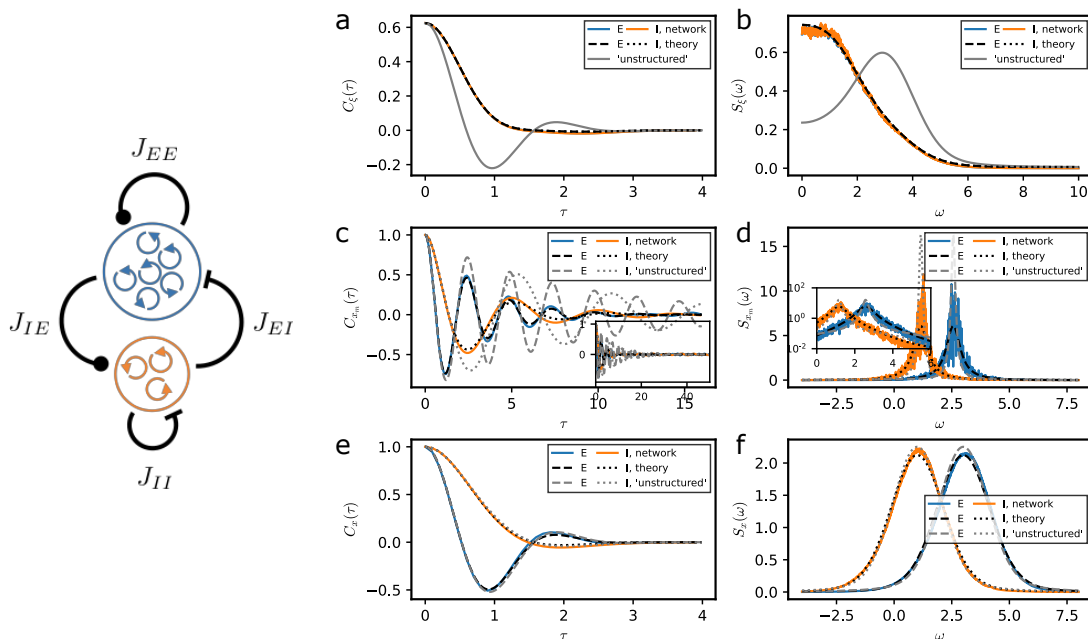 J_{EE}
J_{IE}
J_{EI}
J_{II}
a
E I, network
E I, theory
'unstructured'
C_ξ(τ)
0.6
0.4
0.2
0.0
−0.2
0 1 2 3 4
τ
b
E I, network
E I, theory
'unstructured'
S_ξ(ω)
0.6
0.4
0.2
0.0
0 2 4 6 8 10
ω
c
E I, network
E I, theory
E I, 'unstructured'
C_{x_m}(τ)
1.0
0.5
0.0
−0.5
0 5 10 15
τ
1
0
0 20 40
d
E I, network
E I, theory
E I, 'unstructured'
S_{x_m}(ω)
15
10
5
0
−2.5 0.0 2.5 5.0 7.5
ω
10^2
10^0
10^{−2}
0 2 4 6
e
E I, network
E I, theory
E I, 'unstructured'
C_x(τ)
1.0
0.5
0.0
−0.5
0 1 2 3 4
τ
f
E I, network
E I, theory
E I, 'unstructured'
S_x(ω)
2.0
1.5
1.0
0.5
0.0
−2.5 0.0 2.5 5.0 7.5
ω